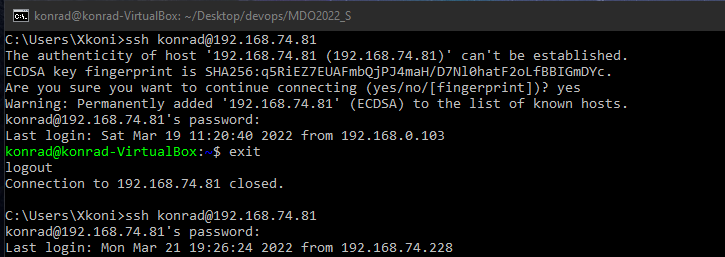 konrad@konrad-VirtualBox: ~/Desktop/devops/MDO2022_S
C:\Users\Xkoni>ssh konrad@192.168.74.81
The authenticity of host '192.168.74.81 (192.168.74.81)' can't be established.
ECDSA key fingerprint is SHA256:q5RiEZ7EUAFmbQjPJ4maH/D7Nl0hatF2oLfBBIGmDYc.
Are you sure you want to continue connecting (yes/no/[fingerprint])? yes
Warning: Permanently added '192.168.74.81' (ECDSA) to the list of known hosts.
konrad@192.168.74.81's password:
Last login: Sat Mar 19 11:20:40 2022 from 192.168.0.103
konrad@konrad-VirtualBox:~$ exit
logout
Connection to 192.168.74.81 closed.
C:\Users\Xkoni>ssh konrad@192.168.74.81
konrad@192.168.74.81's password:
Last login: Mon Mar 21 19:26:24 2022 from 192.168.74.228